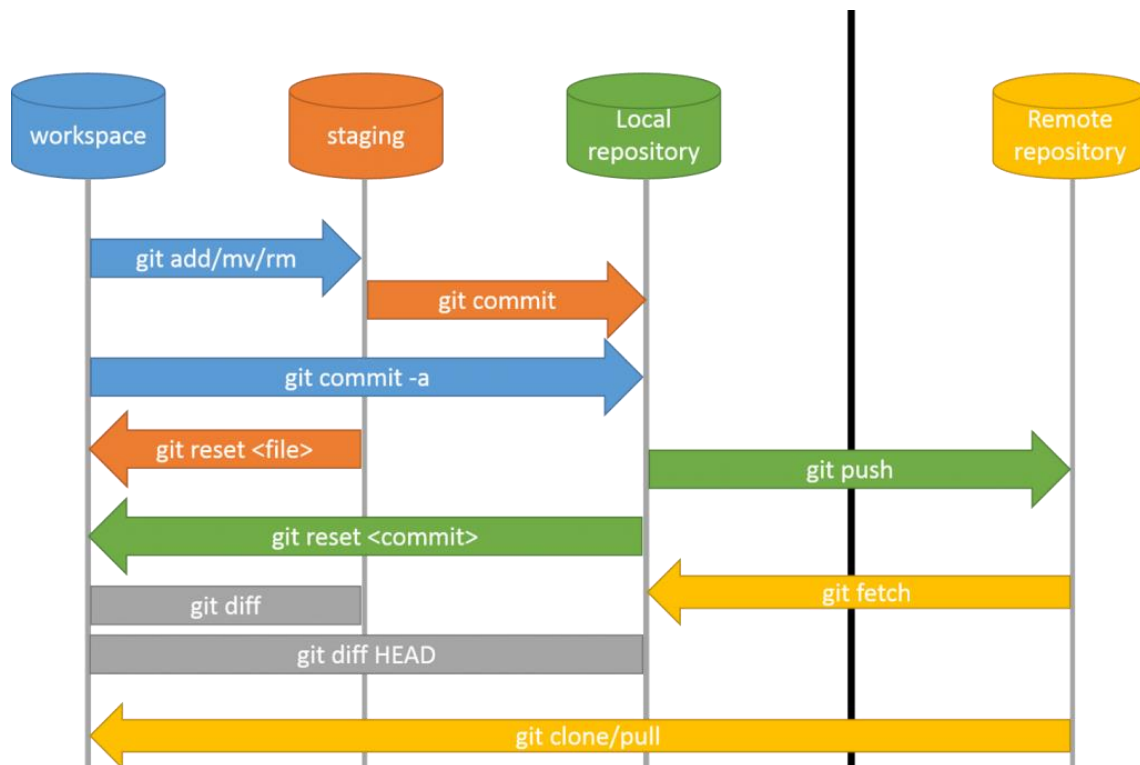 workspace
staging
Local
repository
Remote
repository
git add/mv/rm
git commit
git commit -a
git reset <file>
git push
git reset <commit>
git fetch
git diff
git diff HEAD
git clone/pull